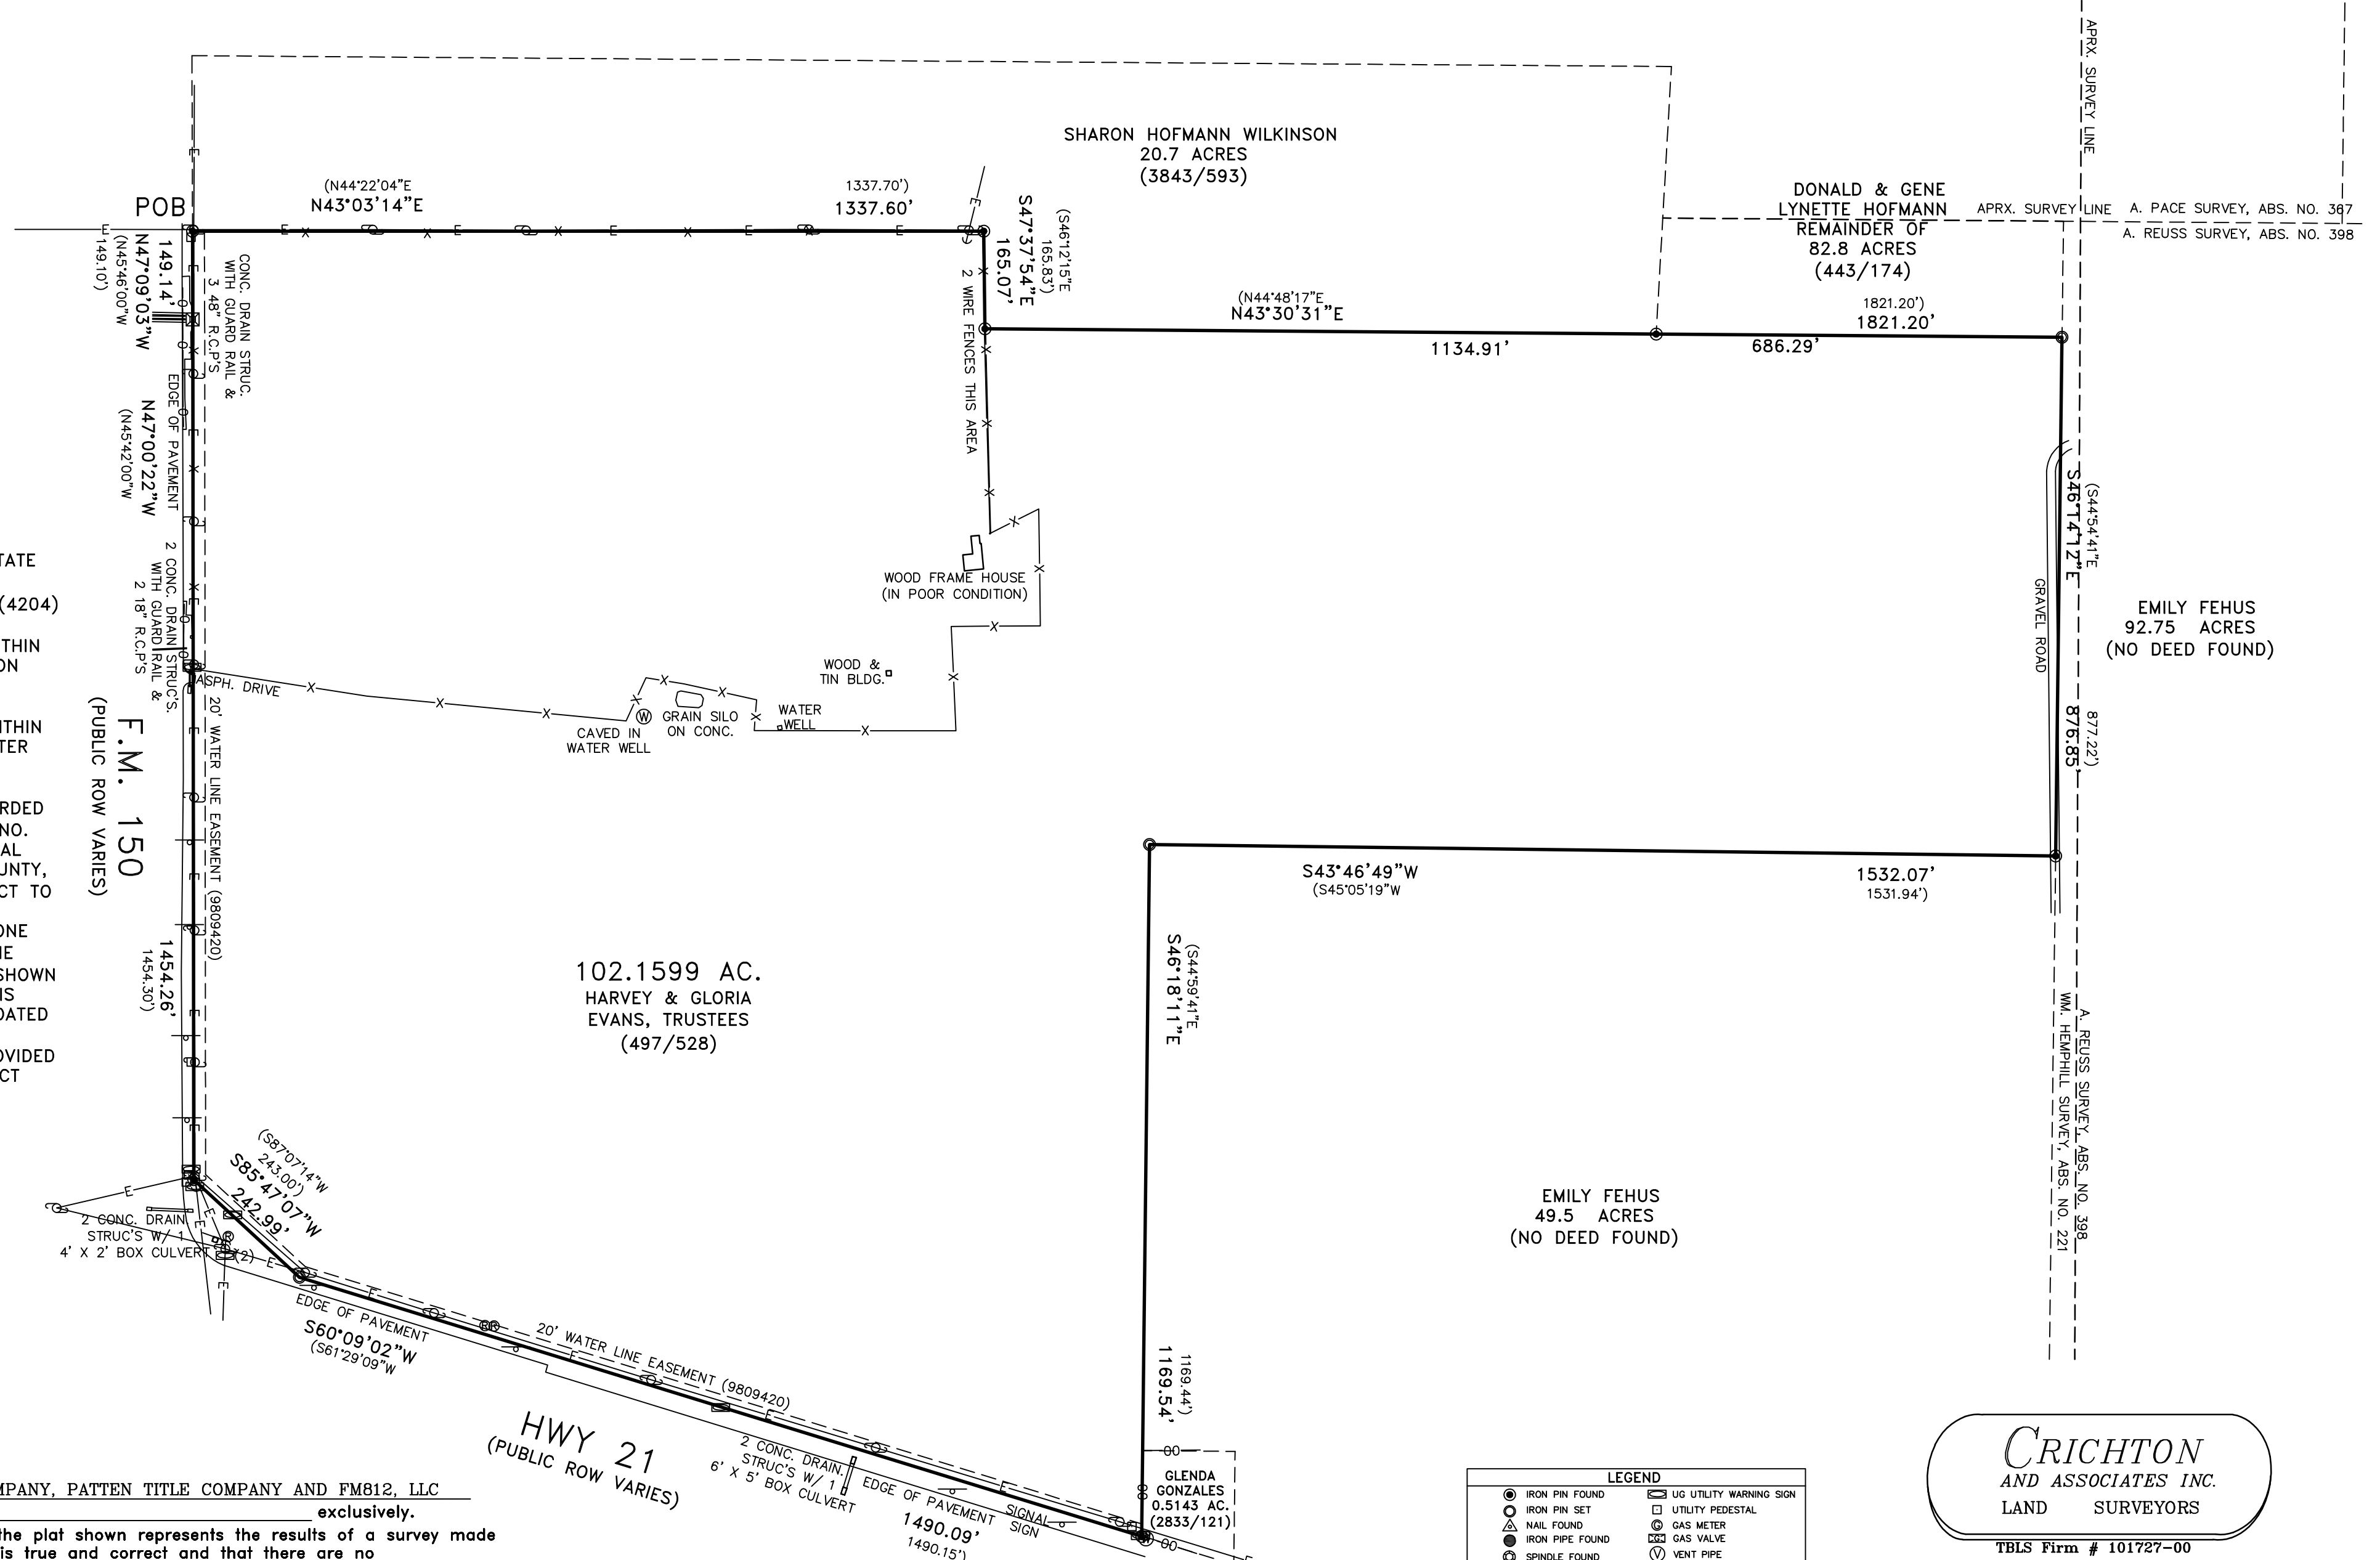 APRX. SURVEY LINE
SHARON HOFMANN WILKINSON
20.7 ACRES
(3843/593)
DONALD & GENE
LYNETTE HOFMANN
REMAINDER OF
82.8 ACRES
(443/174)
APRX. SURVEY LINE
A. PACE SURVEY, ABS. NO. 367
A. REUSS SURVEY, ABS. NO. 398
POB
(N44°22'04"E
1337.70')
N43°03'14"E
1337.60'
(S46°12'15"E
165.83')
S47°37'54"E
165.07'
2 WIRE FENCES THIS AREA
(N44°48'17"E
1821.20')
N43°30'31"E
1821.20'
1134.91'
686.29'
149.14'
N47°09'03"W
(N45°46'00"W
149.10')
CONC. DRAIN STRUC.
WITH GUARD RAIL &
3 48" R.C.P'S
EDGE OF PAVEMENT
N47°00'22"W
(N45°42'00"W
2 CONC. DRAIN STRUC'S.
WITH GUARD RAIL &
2 18" R.C.P'S
ASPH. DRIVE
20' WATER LINE EASEMENT (9809420)
F.M. 150
(PUBLIC ROW VARIES)
1454.26'
1454.30')
WOOD FRAME HOUSE
(IN POOR CONDITION)
WOOD &
TIN BLDG.
WATER
WELL
GRAIN SILO
ON CONC.
W
CAVED IN
WATER WELL
(S44°54'41"E
877.22')
S46°14'12"E
876.85'
GRAVEL ROAD
EMILY FEHUS
92.75 ACRES
(NO DEED FOUND)
S43°46'49"W
1532.07'
(S45°05'19"W
1531.94')
(S44°59'41"E
1169.44')
S46°18'11"E
1169.54'
102.1599 AC.
HARVEY & GLORIA
EVANS, TRUSTEES
(497/528)
A. REUSS SURVEY, ABS. NO. 398
WM. HEMPHILL SURVEY, ABS. NO. 221
EMILY FEHUS
49.5 ACRES
(NO DEED FOUND)
(S87°07'14"W
243.00')
S85°47'07"W
242.99'
2 CONC. DRAIN.
STRUC'S W/ 1
4' X 2' BOX CULVERT
(2)
EDGE OF PAVEMENT
S60°09'02"W
(S61°29'09"W
20' WATER LINE EASEMENT (9809420)
HWY 21
(PUBLIC ROW VARIES)
2 CONC. DRAIN.
STRUC'S W/ 1
6' X 5' BOX CULVERT
EDGE OF PAVEMENT
SIGNAL
SIGN
1490.09'
1490.15')
GLENDA
GONZALES
0.5143 AC.
(2833/121)
TATE
(4204)
THIN
ON
ITHIN
TER
RDED
NO.
AL
UNTY,
CT TO
ONE
HE
SHOWN
IS
DATED
OVIDED
CT
MPANY, PATTEN TITLE COMPANY AND FM812, LLC
exclusively.
the plat shown represents the results of a survey made
is true and correct and that there are no
LEGEND
IRON PIN FOUND
IRON PIN SET
NAIL FOUND
IRON PIPE FOUND
SPINDLE FOUND
UG UTILITY WARNING SIGN
UTILITY PEDESTAL
GAS METER
GAS VALVE
VENT PIPE
CRICHTON
AND ASSOCIATES INC.
LAND SURVEYORS
TBLS Firm # 101727-00